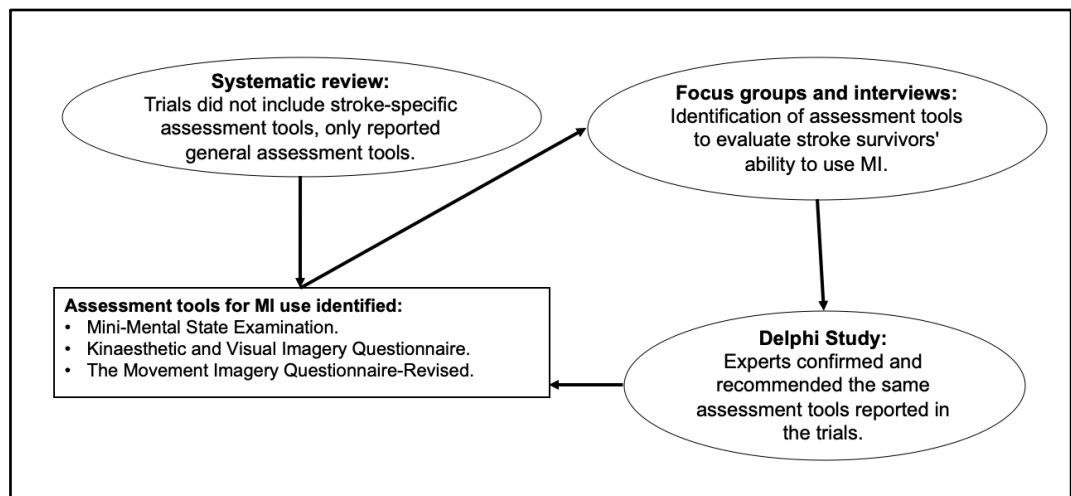 Systematic review:
Trials did not include stroke-specific
assessment tools, only reported
general assessment tools.
Focus groups and interviews:
Identification of assessment tools
to evaluate stroke survivors'
ability to use MI.
Assessment tools for MI use identified:
• Mini-Mental State Examination.
• Kinaesthetic and Visual Imagery Questionnaire.
• The Movement Imagery Questionnaire-Revised.
Delphi Study:
Experts confirmed and
recommended the same
assessment tools reported in
the trials.